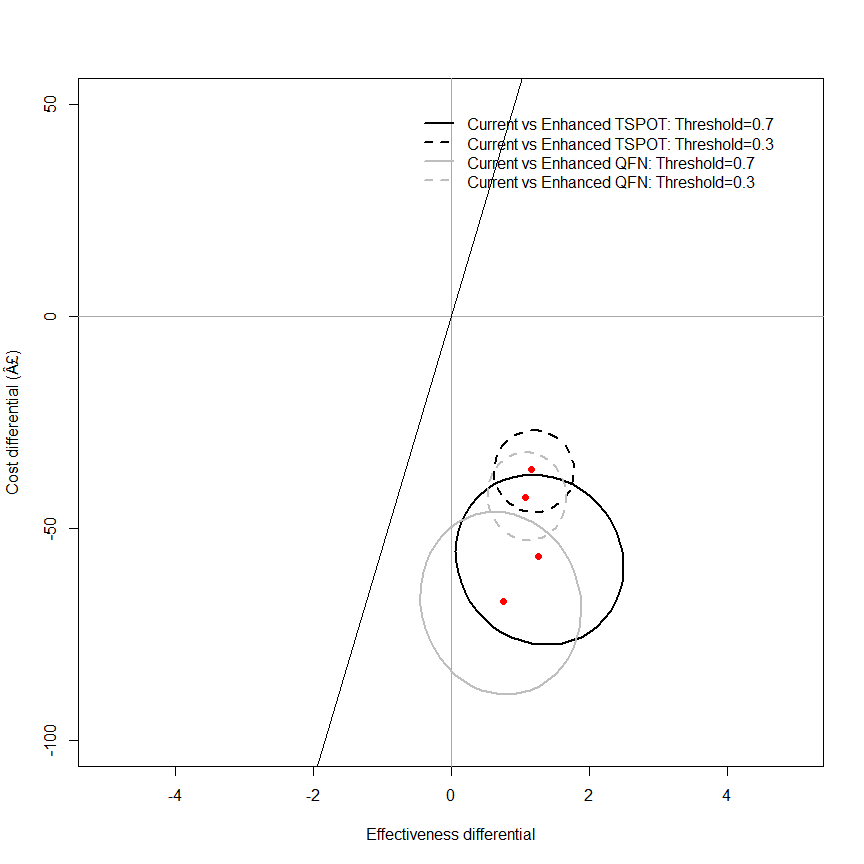 Current vs Enhanced TSPOT: Threshold=0.7
Current vs Enhanced TSPOT: Threshold=0.3
Current vs Enhanced QFN: Threshold=0.7
Current vs Enhanced QFN: Threshold=0.3
Cost differential (Â£)
50
0
-50
-100
-4
-2
0
2
4
Effectiveness differential